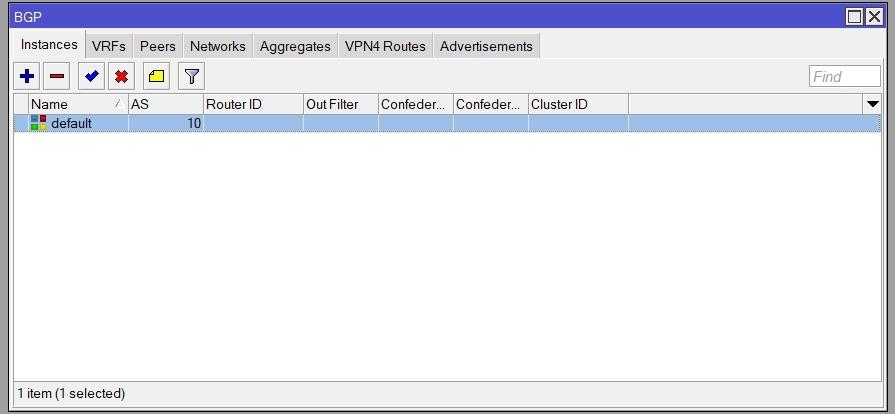 BGP
Instances VRFs Peers Networks Aggregates VPN4 Routes Advertisements
Find
Name AS Router ID Out Filter Confeder... Confeder... Cluster ID
default 10
1 item (1 selected)